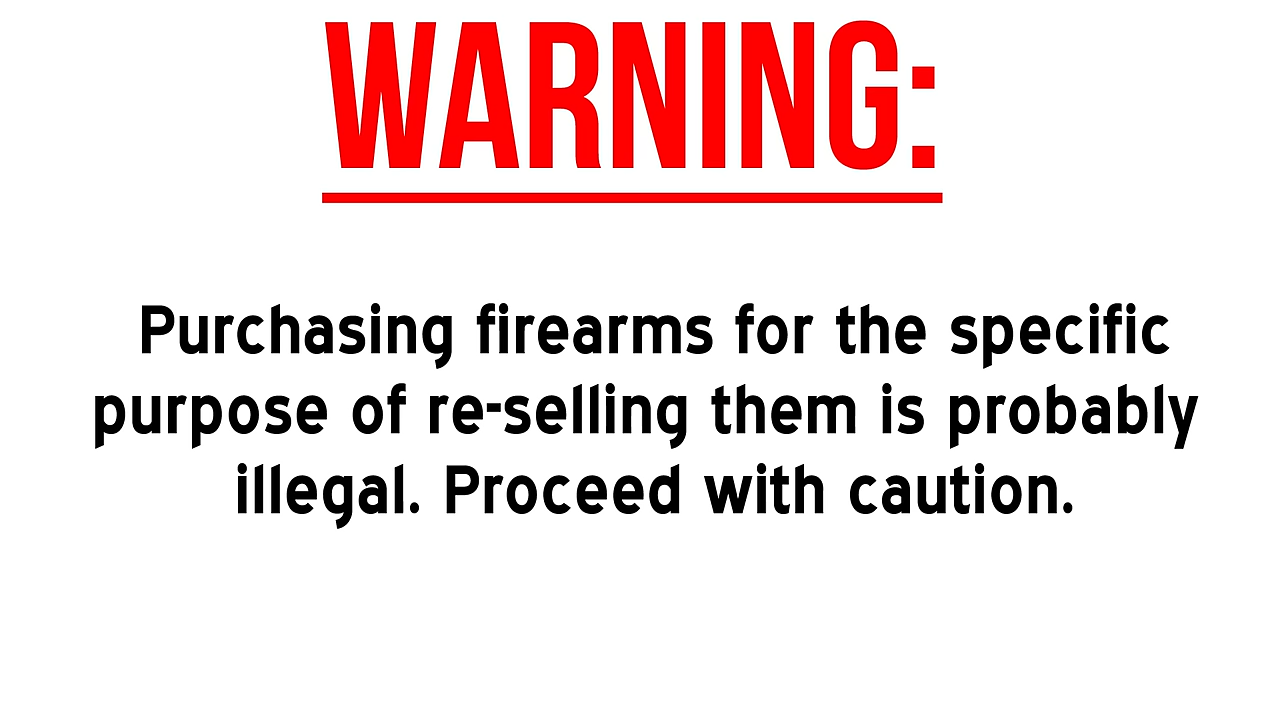 WARNING:
Purchasing firearms for the specific
purpose of re-selling them is probably
illegal. Proceed with caution.